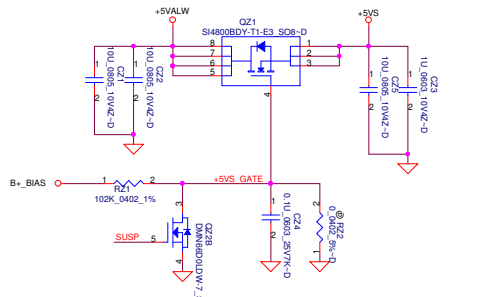 +5VALW
+5VS
QZ1
SI4800BDY-T1-E3_SO8~D
8
7
6
5
1
2
3
4
1
2
CZ1
10U_0805_10V4Z~D
1
2
CZ2
10U_0805_10V4Z~D
1
2
CZ5
10U_0805_10V4Z~D
1
2
CZ3
1U_0603_10V4Z~D
B+_BIAS
1
2
RZ1
102K_0402_1%
+5VS_GATE
SUSP
5
3
4
QZ2B
1
2
CZ4
0.1U_0603_25V7K~D
@
2
1
RZ2
0_0402_5%~D